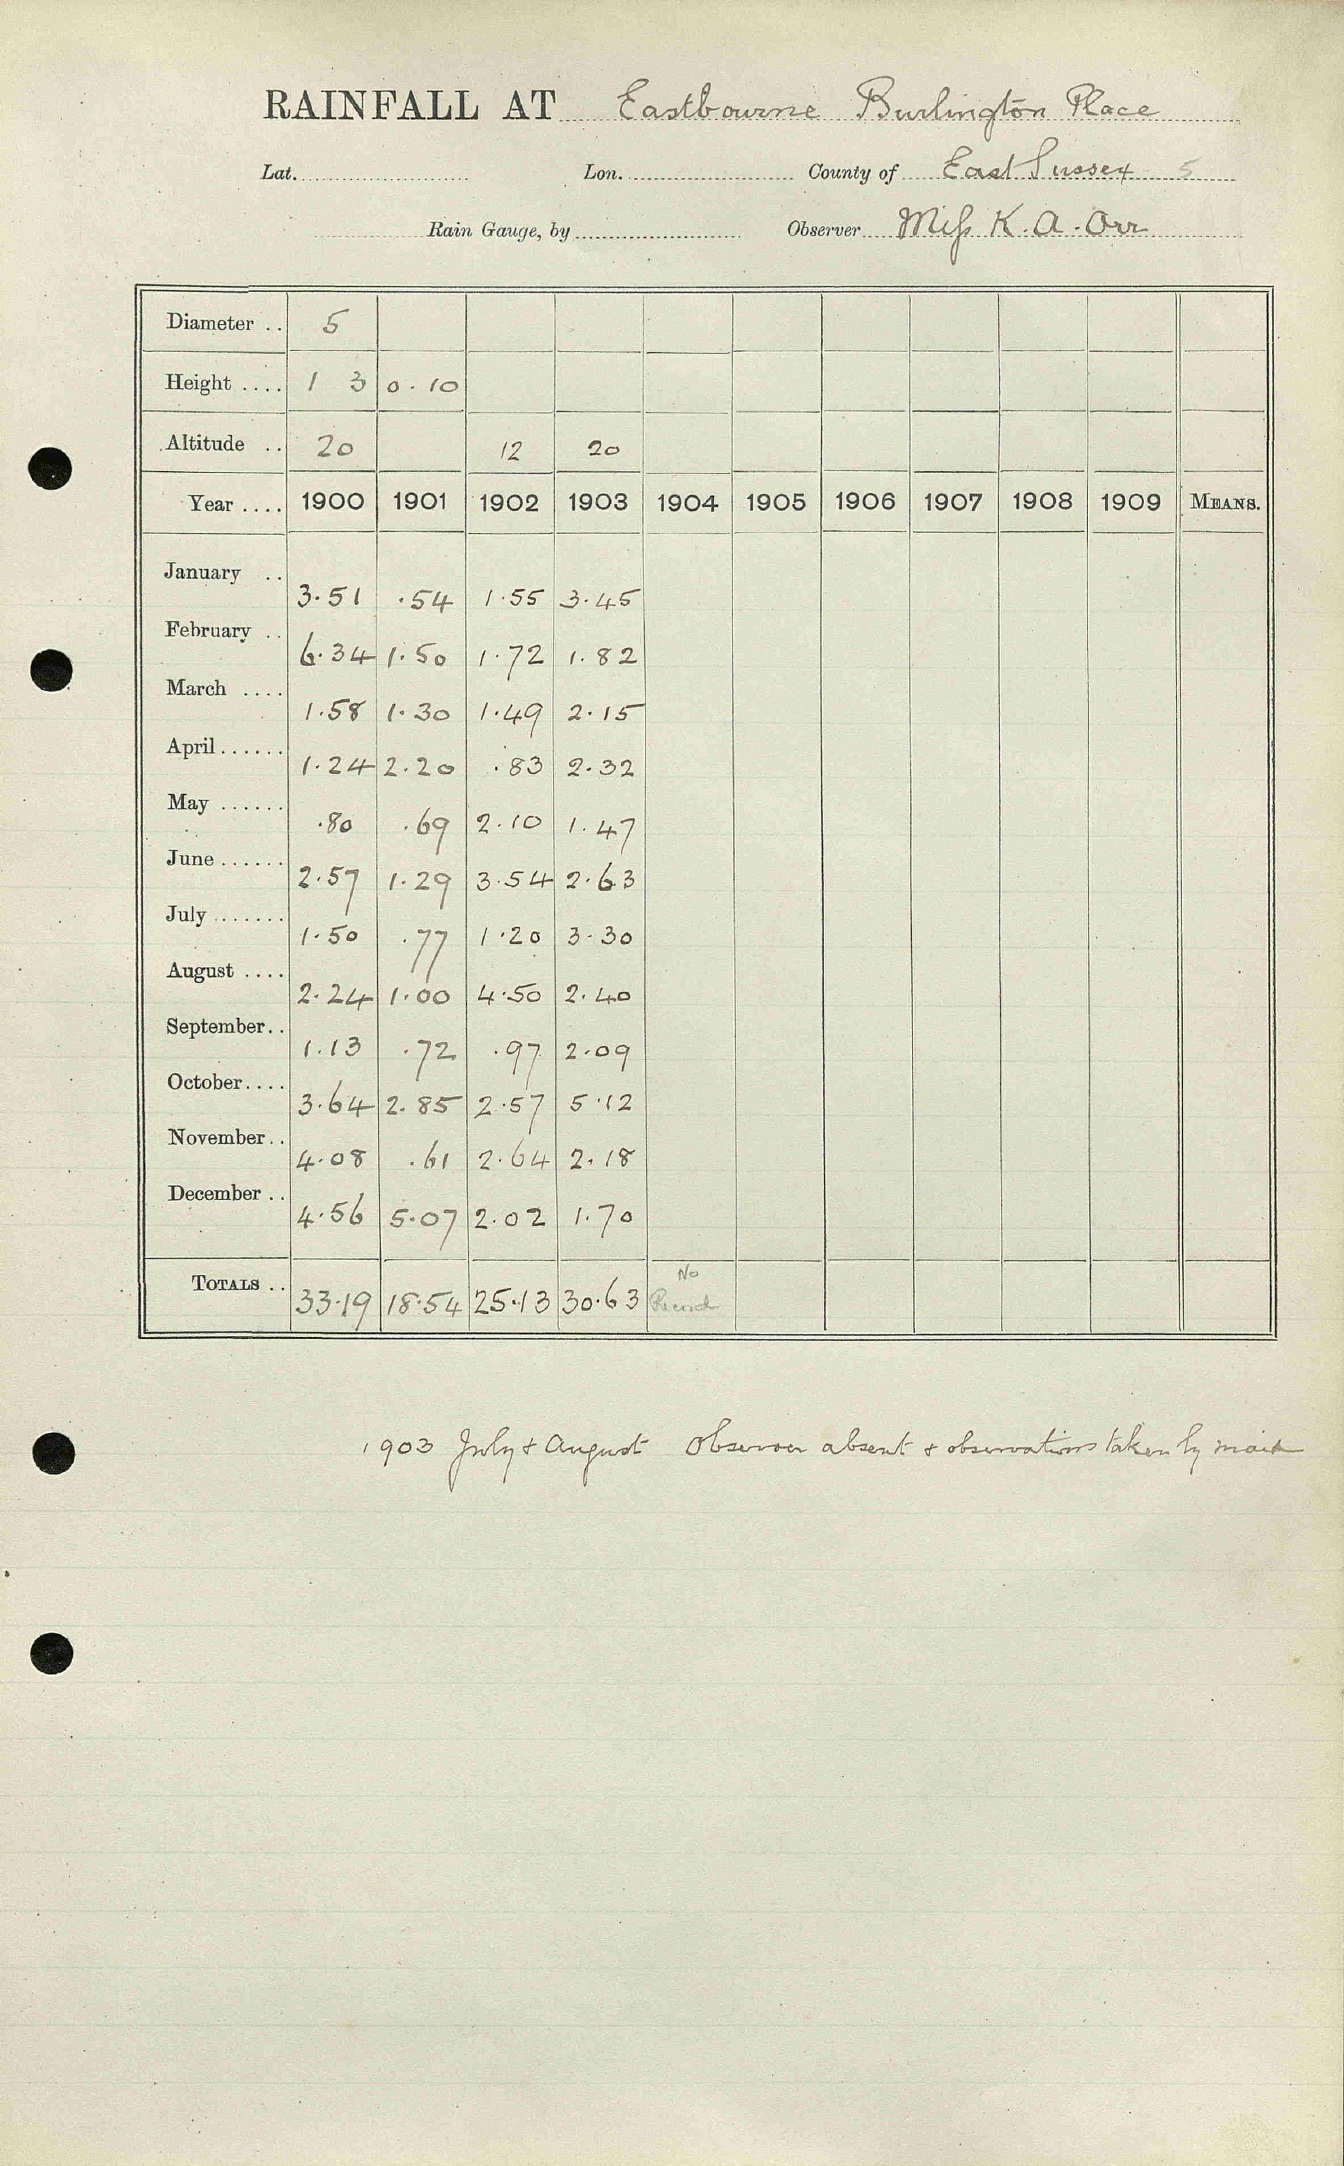 RAINFALL AT Eastbourne Burlington Place
Lat. Lon. County of East Sussex 5
Rain Gauge, by Observer Miss K. A. Orr
Diameter .. 5
Height .... 1 3 0.10
Altitude .. 20 12 20
Year .... 1900 1901 1902 1903 1904 1905 1906 1907 1908 1909 MEANS.
January .. 3.51 .54 1.55 3.45
February .. 6.34 1.50 1.72 1.82
March .... 1.58 1.30 1.49 2.15
April ...... 1.24 2.20 .83 2.32
May ...... .80 .69 2.10 1.47
June ...... 2.57 1.29 3.54 2.63
July ....... 1.50 .77 1.20 3.30
August .... 2.24 1.00 4.50 2.40
September.. 1.13 .72 .97 2.09
October.... 3.64 2.85 2.57 5.12
November.. 4.08 .61 2.64 2.18
December .. 4.56 5.07 2.02 1.70
TOTALS .. 33.19 18.54 25.13 30.63 No Record
1903 July & August Observer absent & observations taken by maid